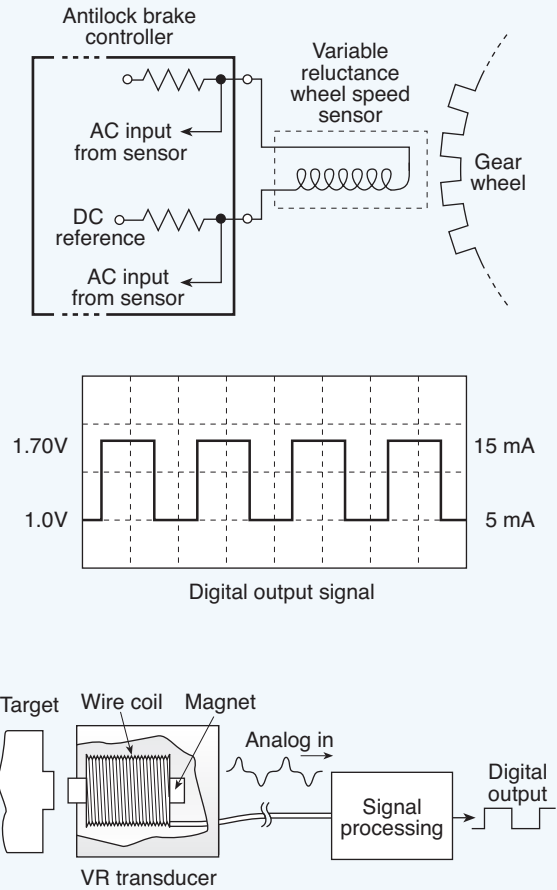 Antilock brake
controller
Variable
reluctance
wheel speed
sensor
AC input
from sensor
Gear
wheel
DC
reference
AC input
from sensor
1.70V
15 mA
1.0V
5 mA
Digital output signal
Target
Wire coil
Magnet
Analog in
Digital
output
Signal
processing
VR transducer